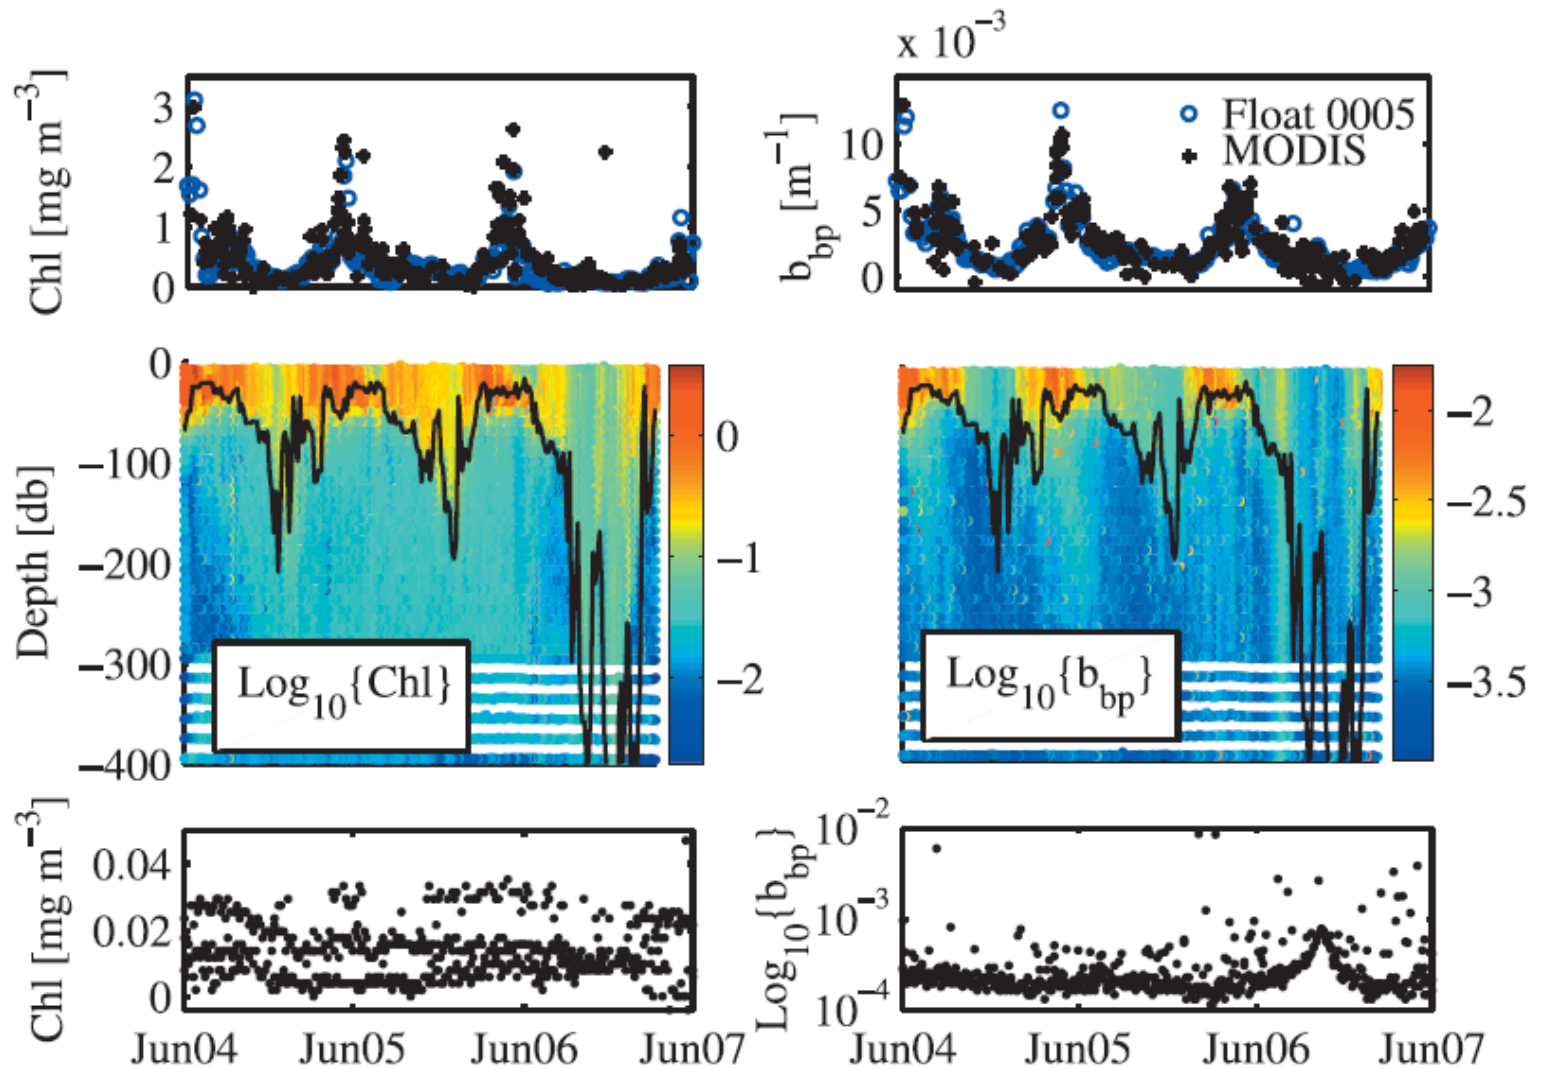 x 10⁻³
Chl [mg m⁻³]
3
2
1
0
b_bp [m⁻¹]
10
5
0
Float 0005
MODIS
Depth [db]
0
−100
−200
−300
−400
Log₁₀{Chl}
0
−1
−2
Log₁₀{b_bp}
−2
−2.5
−3
−3.5
Chl [mg m⁻³]
0.04
0.02
0
Log₁₀{b_bp}
10⁻²
10⁻³
10⁻⁴
Jun04 Jun05 Jun06 Jun07
Jun04 Jun05 Jun06 Jun07